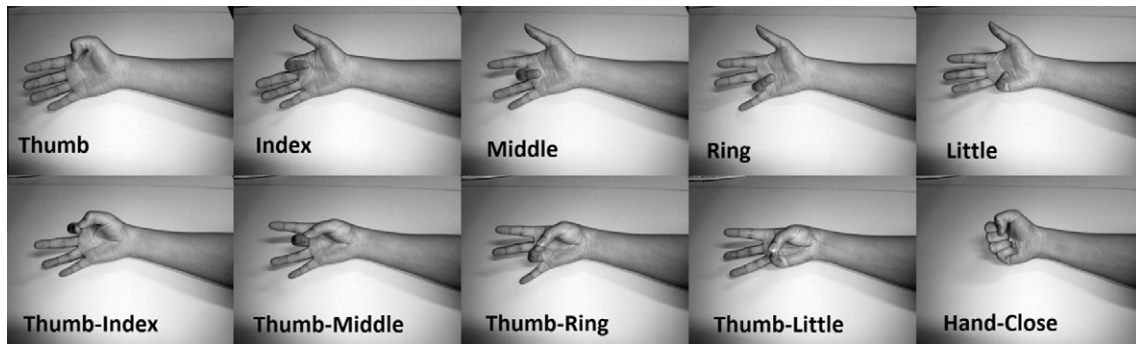 Thumb
Index
Middle
Ring
Little
Thumb-Index
Thumb-Middle
Thumb-Ring
Thumb-Little
Hand-Close